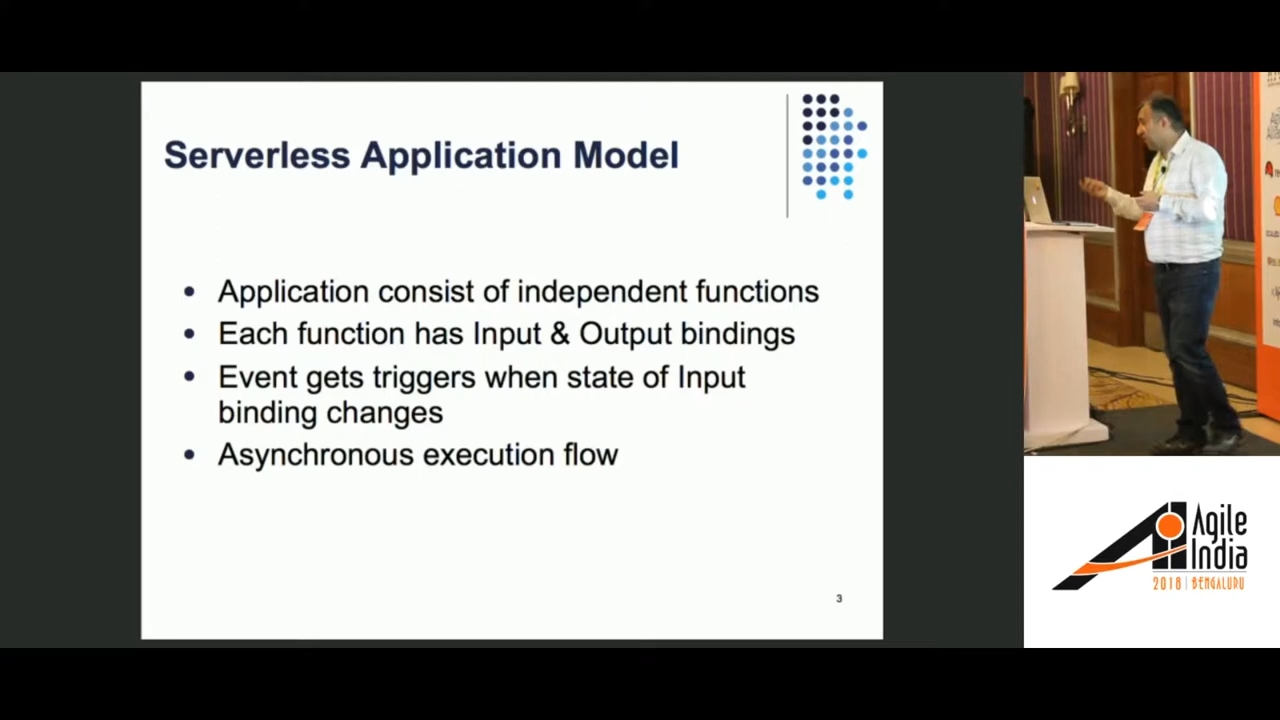 Serverless Application Model
• Application consist of independent functions
• Each function has Input & Output bindings
• Event gets triggers when state of Input
binding changes
• Asynchronous execution flow
3
Agile
India
2018 | BENGALURU